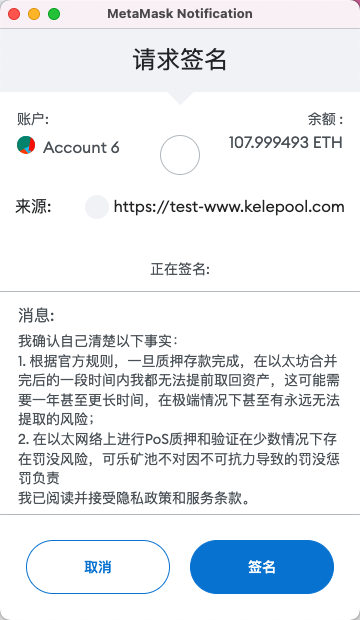 MetaMask Notification
请求签名
账户:
余额 :
Account 6
107.999493 ETH
来源:
https://test-www.kelepool.com
正在签名:
消息:
我确认自己清楚以下事实：
1. 根据官方规则，一旦质押存款完成，在以太坊合并
完后的一段时间内我都无法提前取回资产，这可能需
要一年甚至更长时间，在极端情况下甚至有永远无法
提取的风险；
2. 在以太网络上进行PoS质押和验证在少数情况下存
在罚没风险，可乐矿池不对因不可抗力导致的罚没惩
罚负责
我已阅读并接受隐私政策和服务条款。
取消
签名